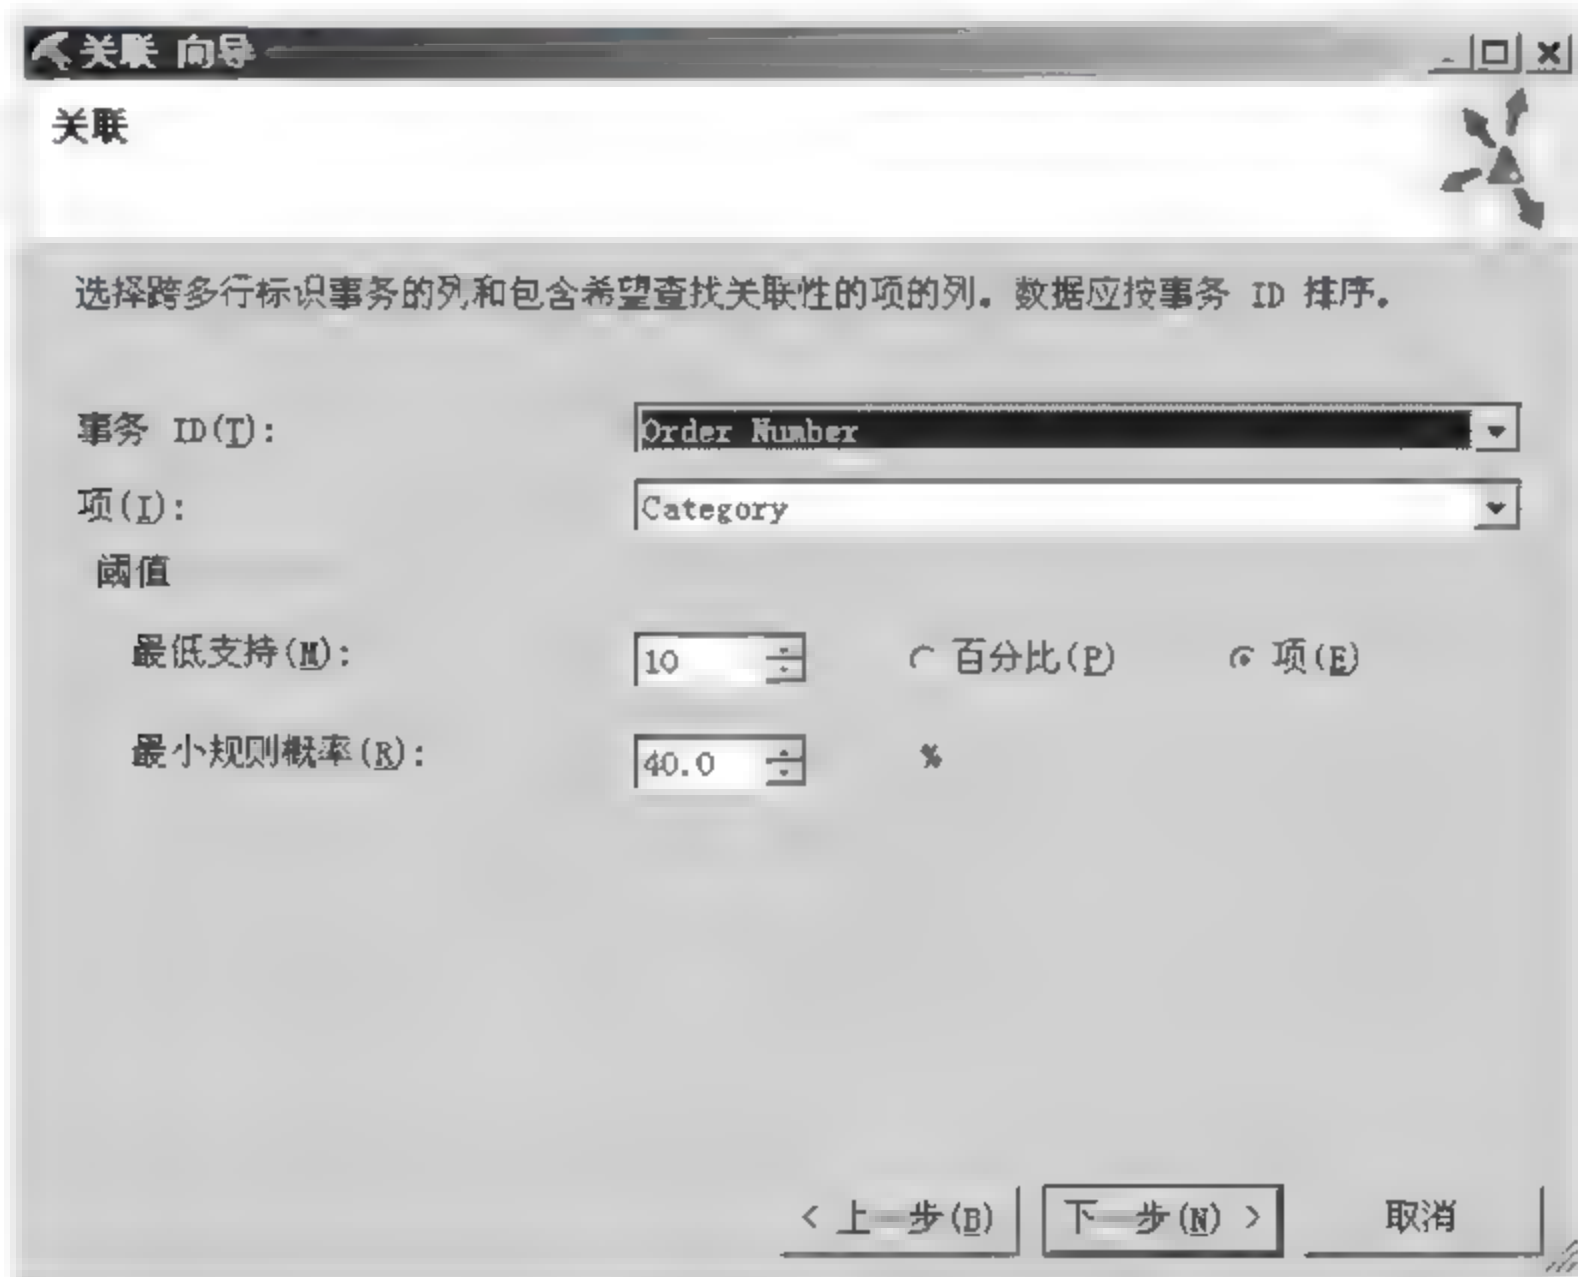 关联 向导
关联
选择跨多行标识事务的列和包含希望查找关联性的项的列。数据应按事务 ID 排序。
事务 ID(T): Order Number
项(I): Category
阈值
最低支持(M): 10 百分比(P) 项(E)
最小规则概率(R): 40.0 %
< 上一步(B) 下一步(N) > 取消